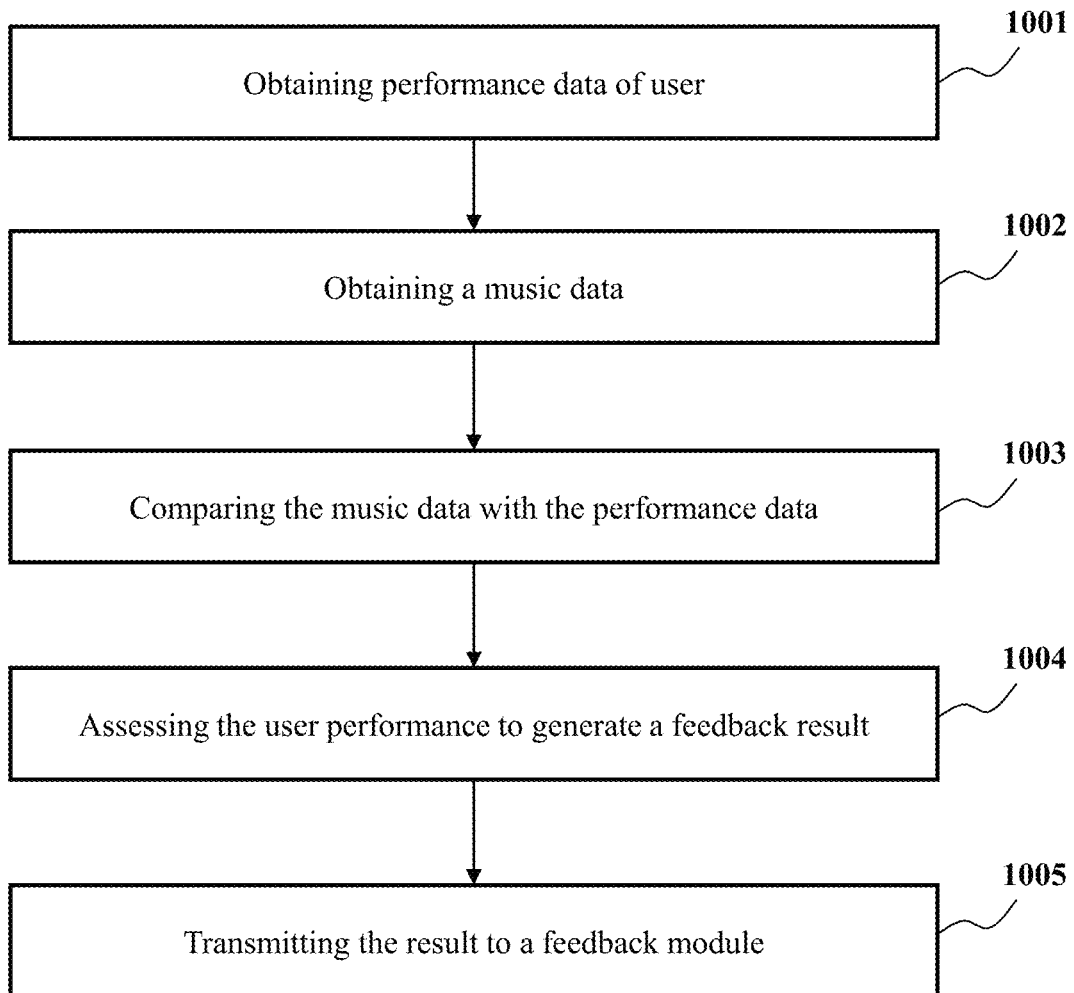 1001
Obtaining performance data of user
1002
Obtaining a music data
1003
Comparing the music data with the performance data
1004
Assessing the user performance to generate a feedback result
1005
Transmitting the result to a feedback module